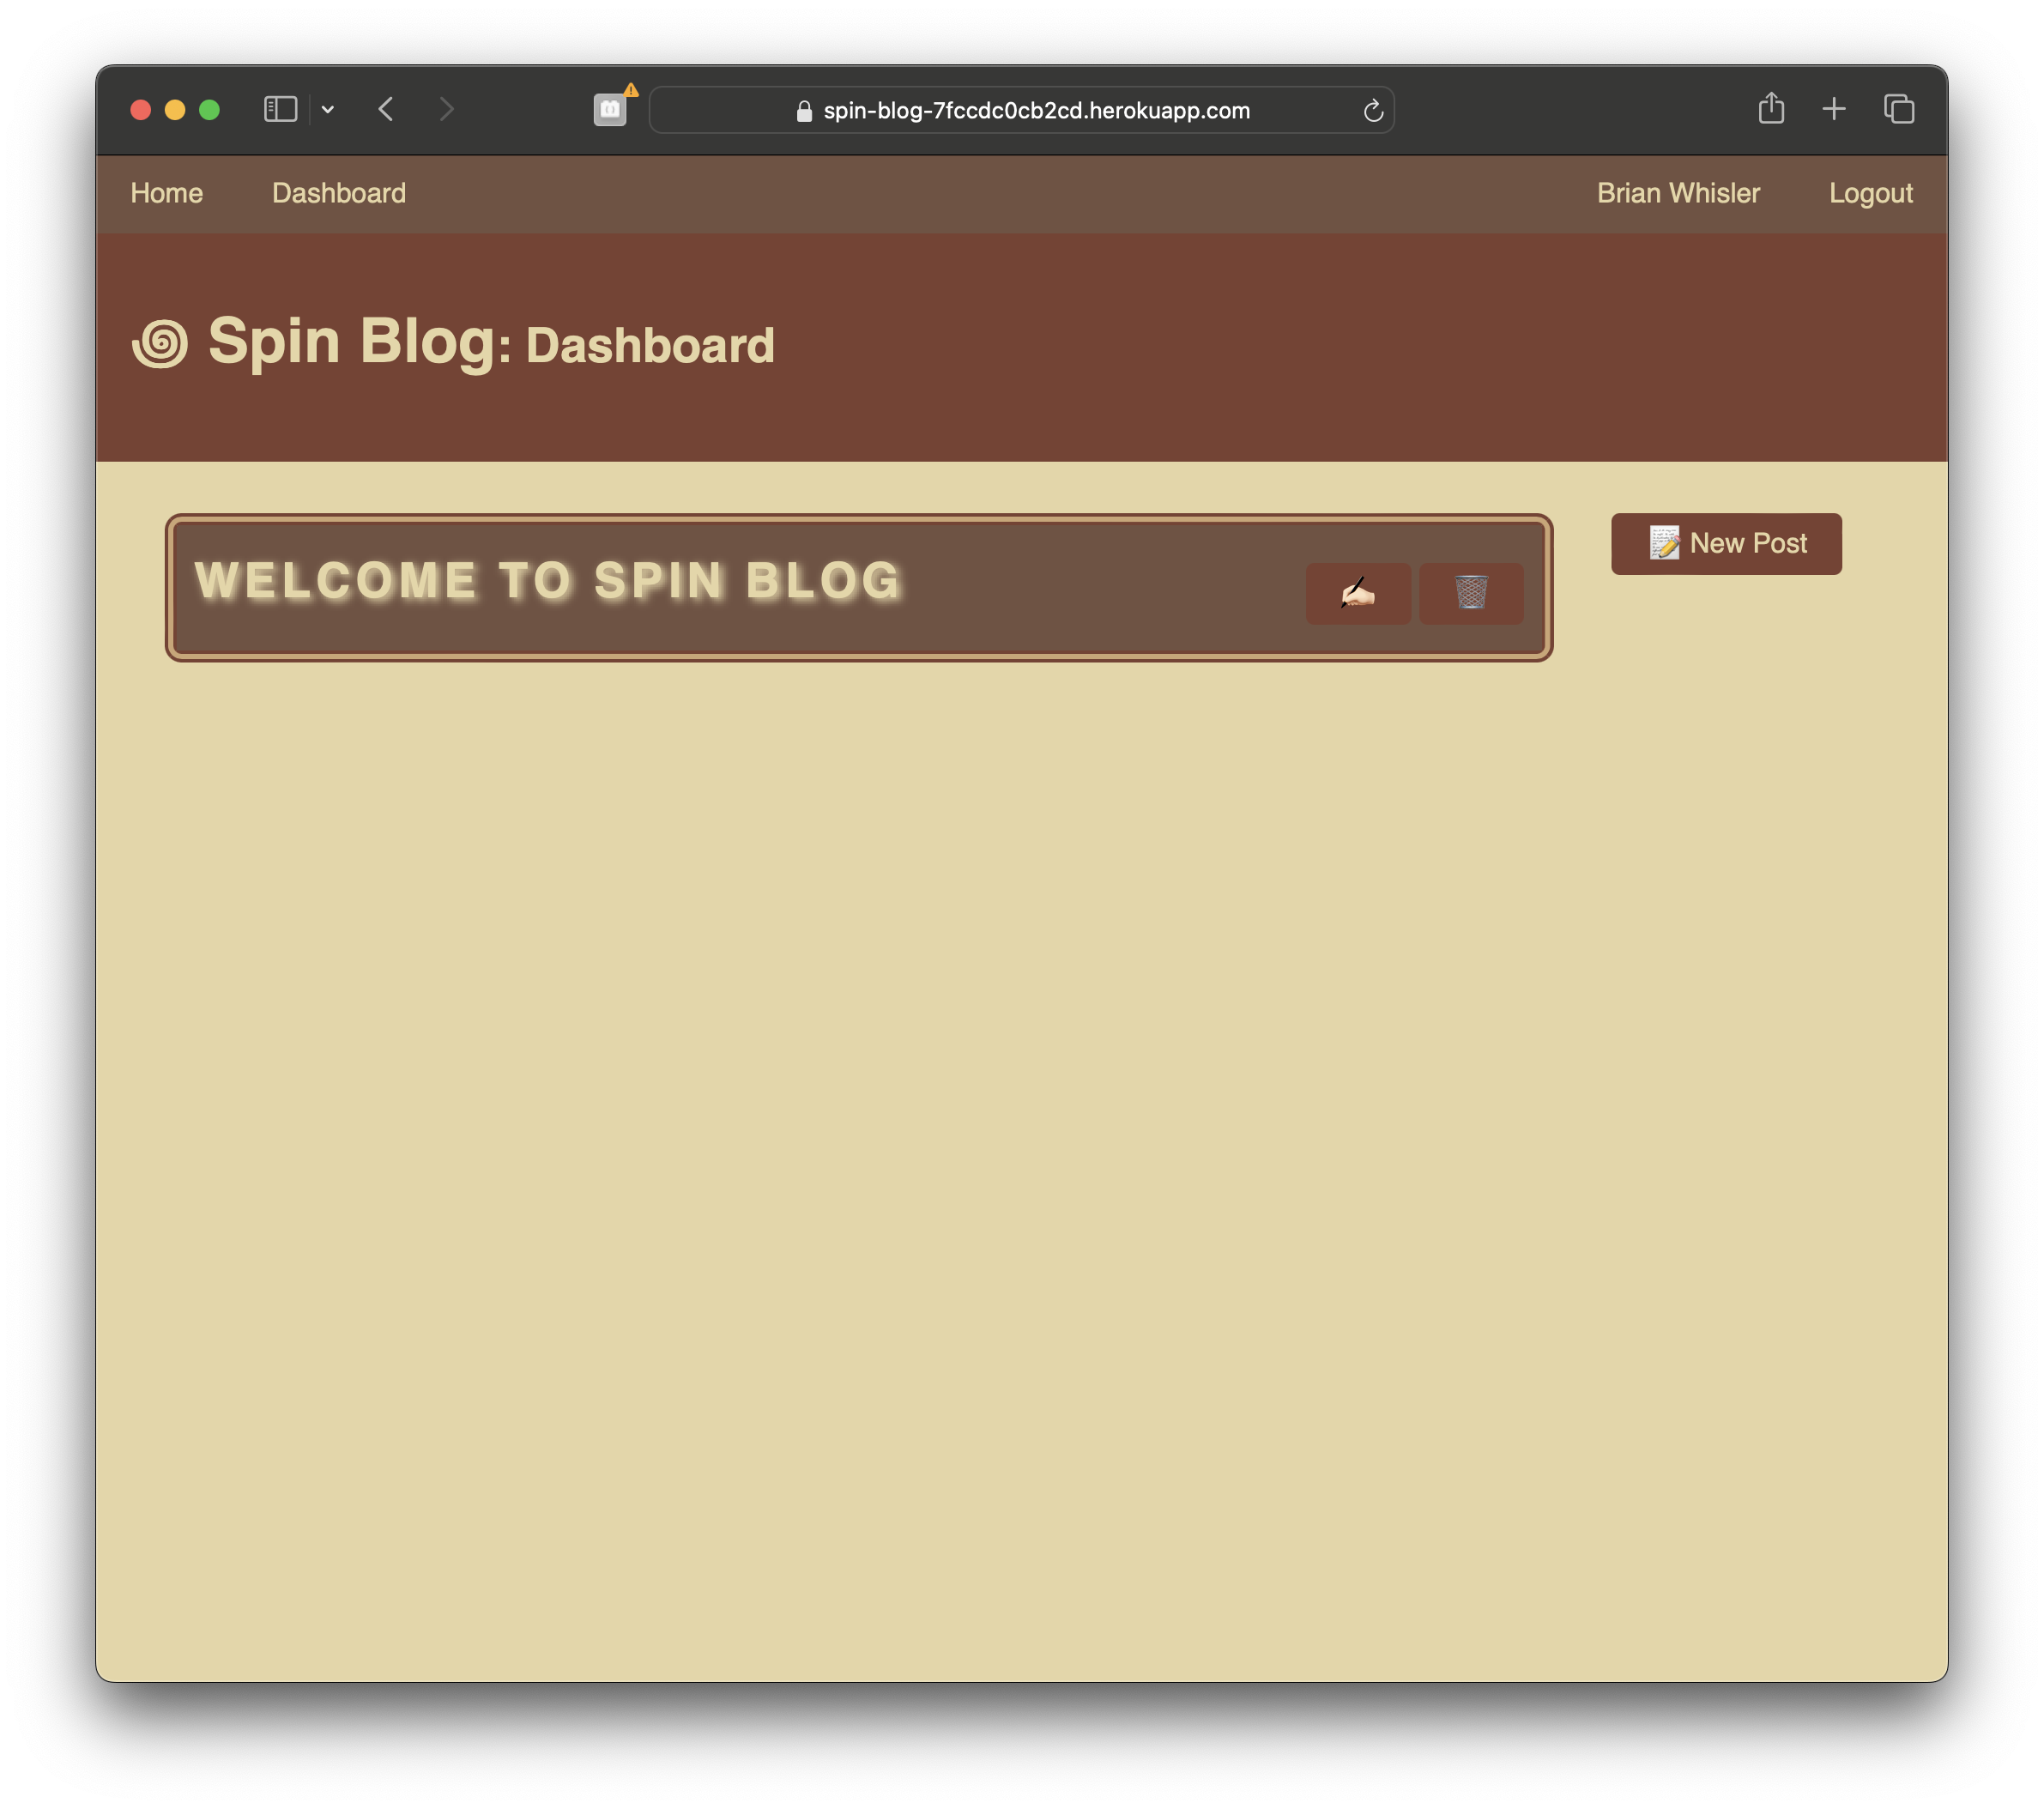 spin-blog-7fccdc0cb2cd.herokuapp.com
Home Dashboard Brian Whisler Logout
Spin Blog: Dashboard
WELCOME TO SPIN BLOG
New Post